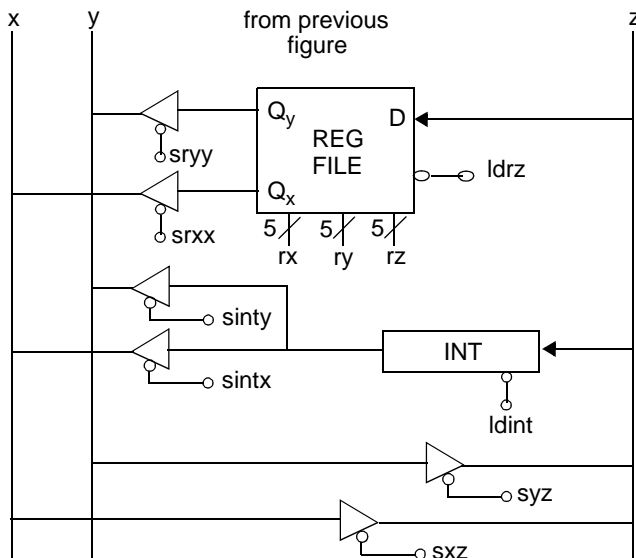 x
y
from previous
figure
z
Qy
D
REG
FILE
sryy
ldrz
Qx
srxx
5
5
5
rx
ry
rz
sinty
INT
sintx
ldint
syz
sxz